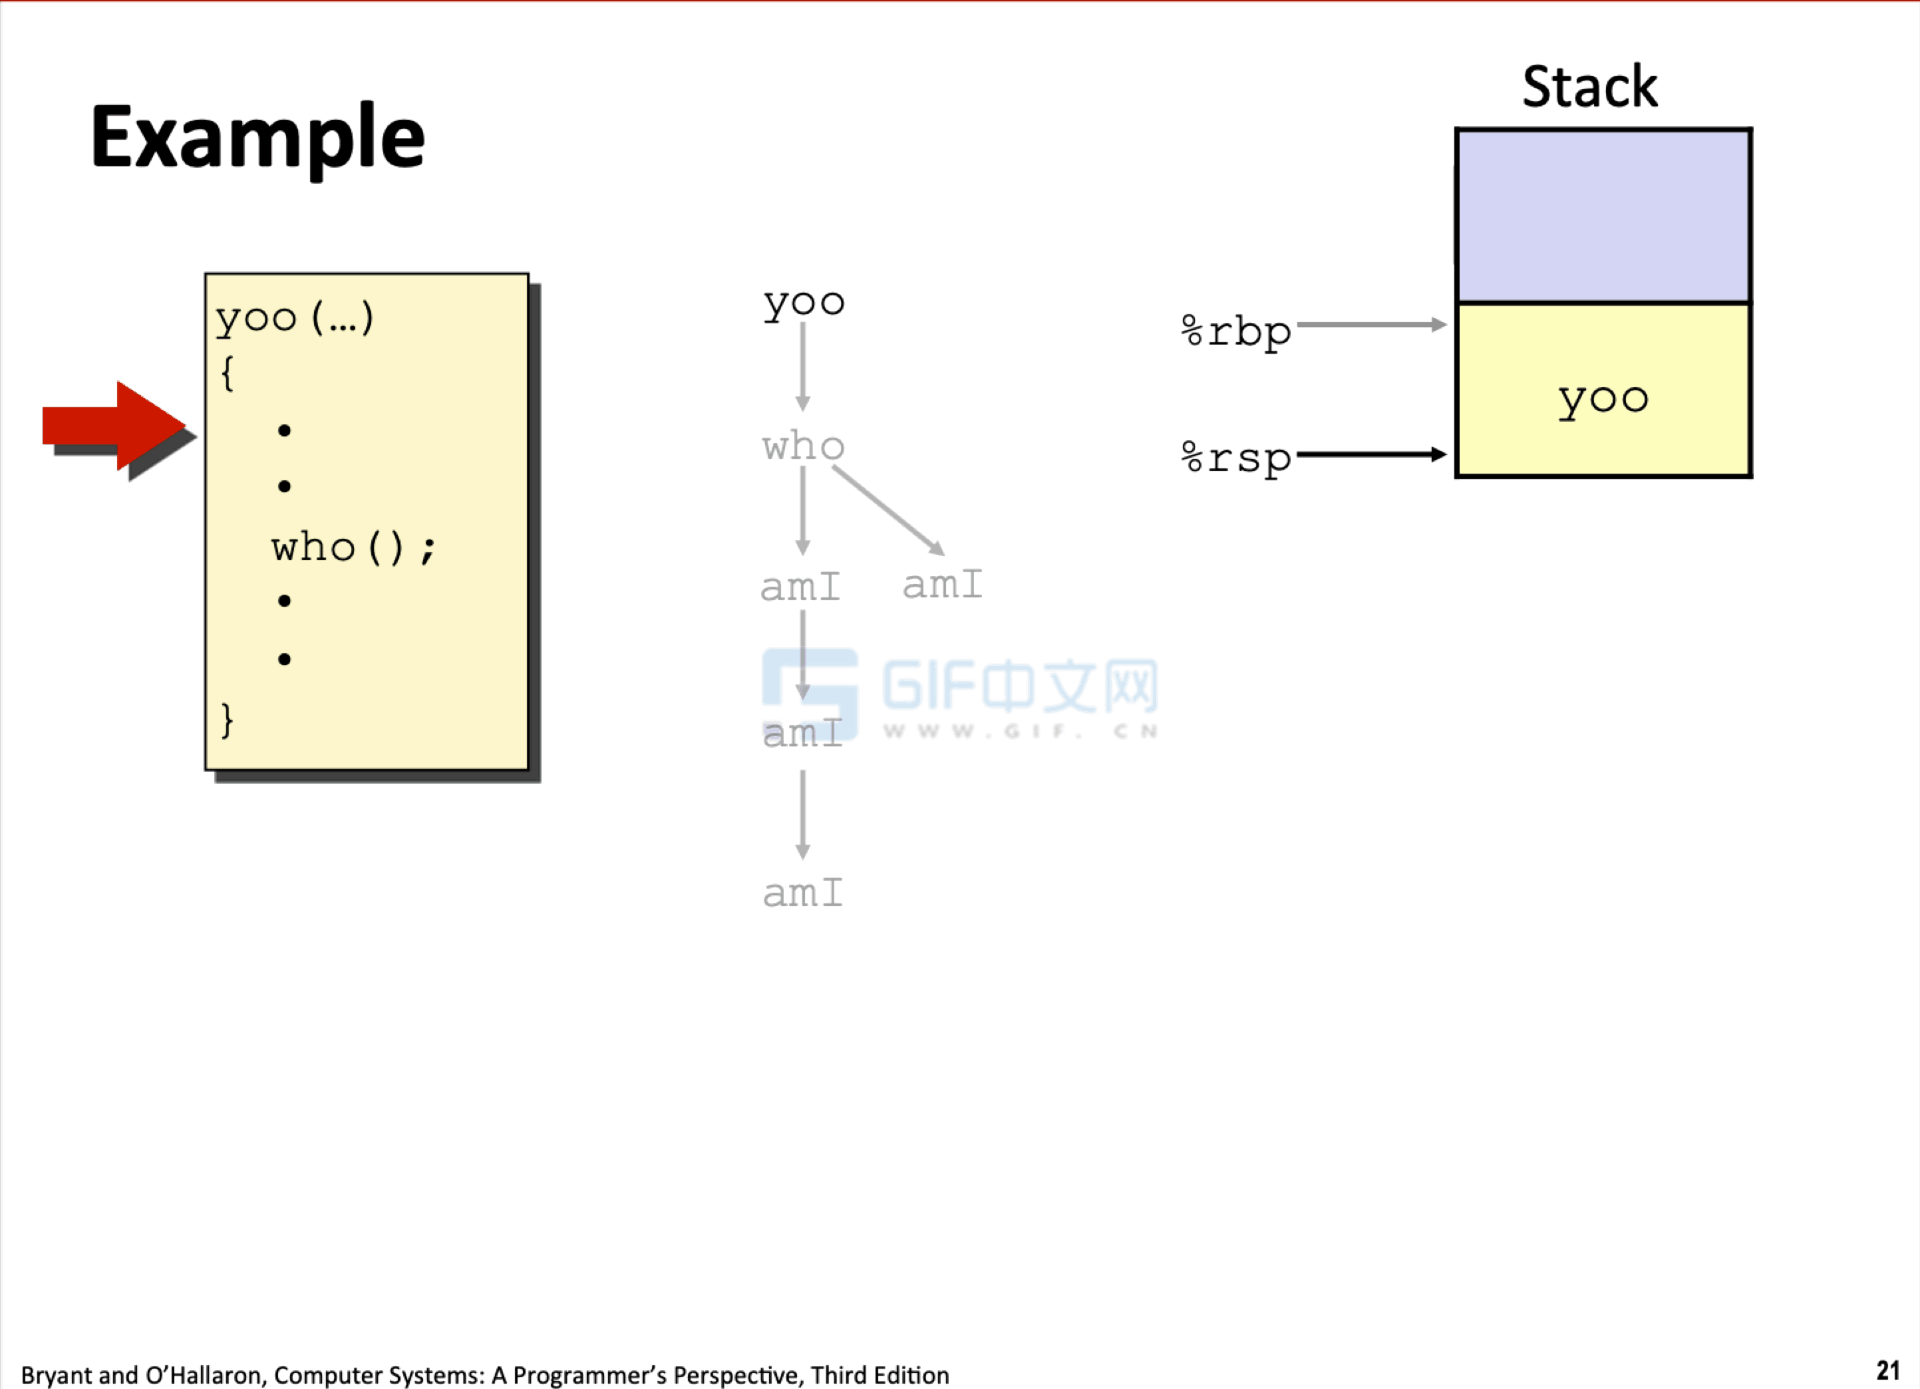 Example
Stack
yoo(…)
{
•
•
who();
•
•
}
yoo
who
amI amI
amI
amI
%rbp
%rsp
yoo
GIF中文网
WWW.GIF.CN
Bryant and O'Hallaron, Computer Systems: A Programmer's Perspective, Third Edition
21